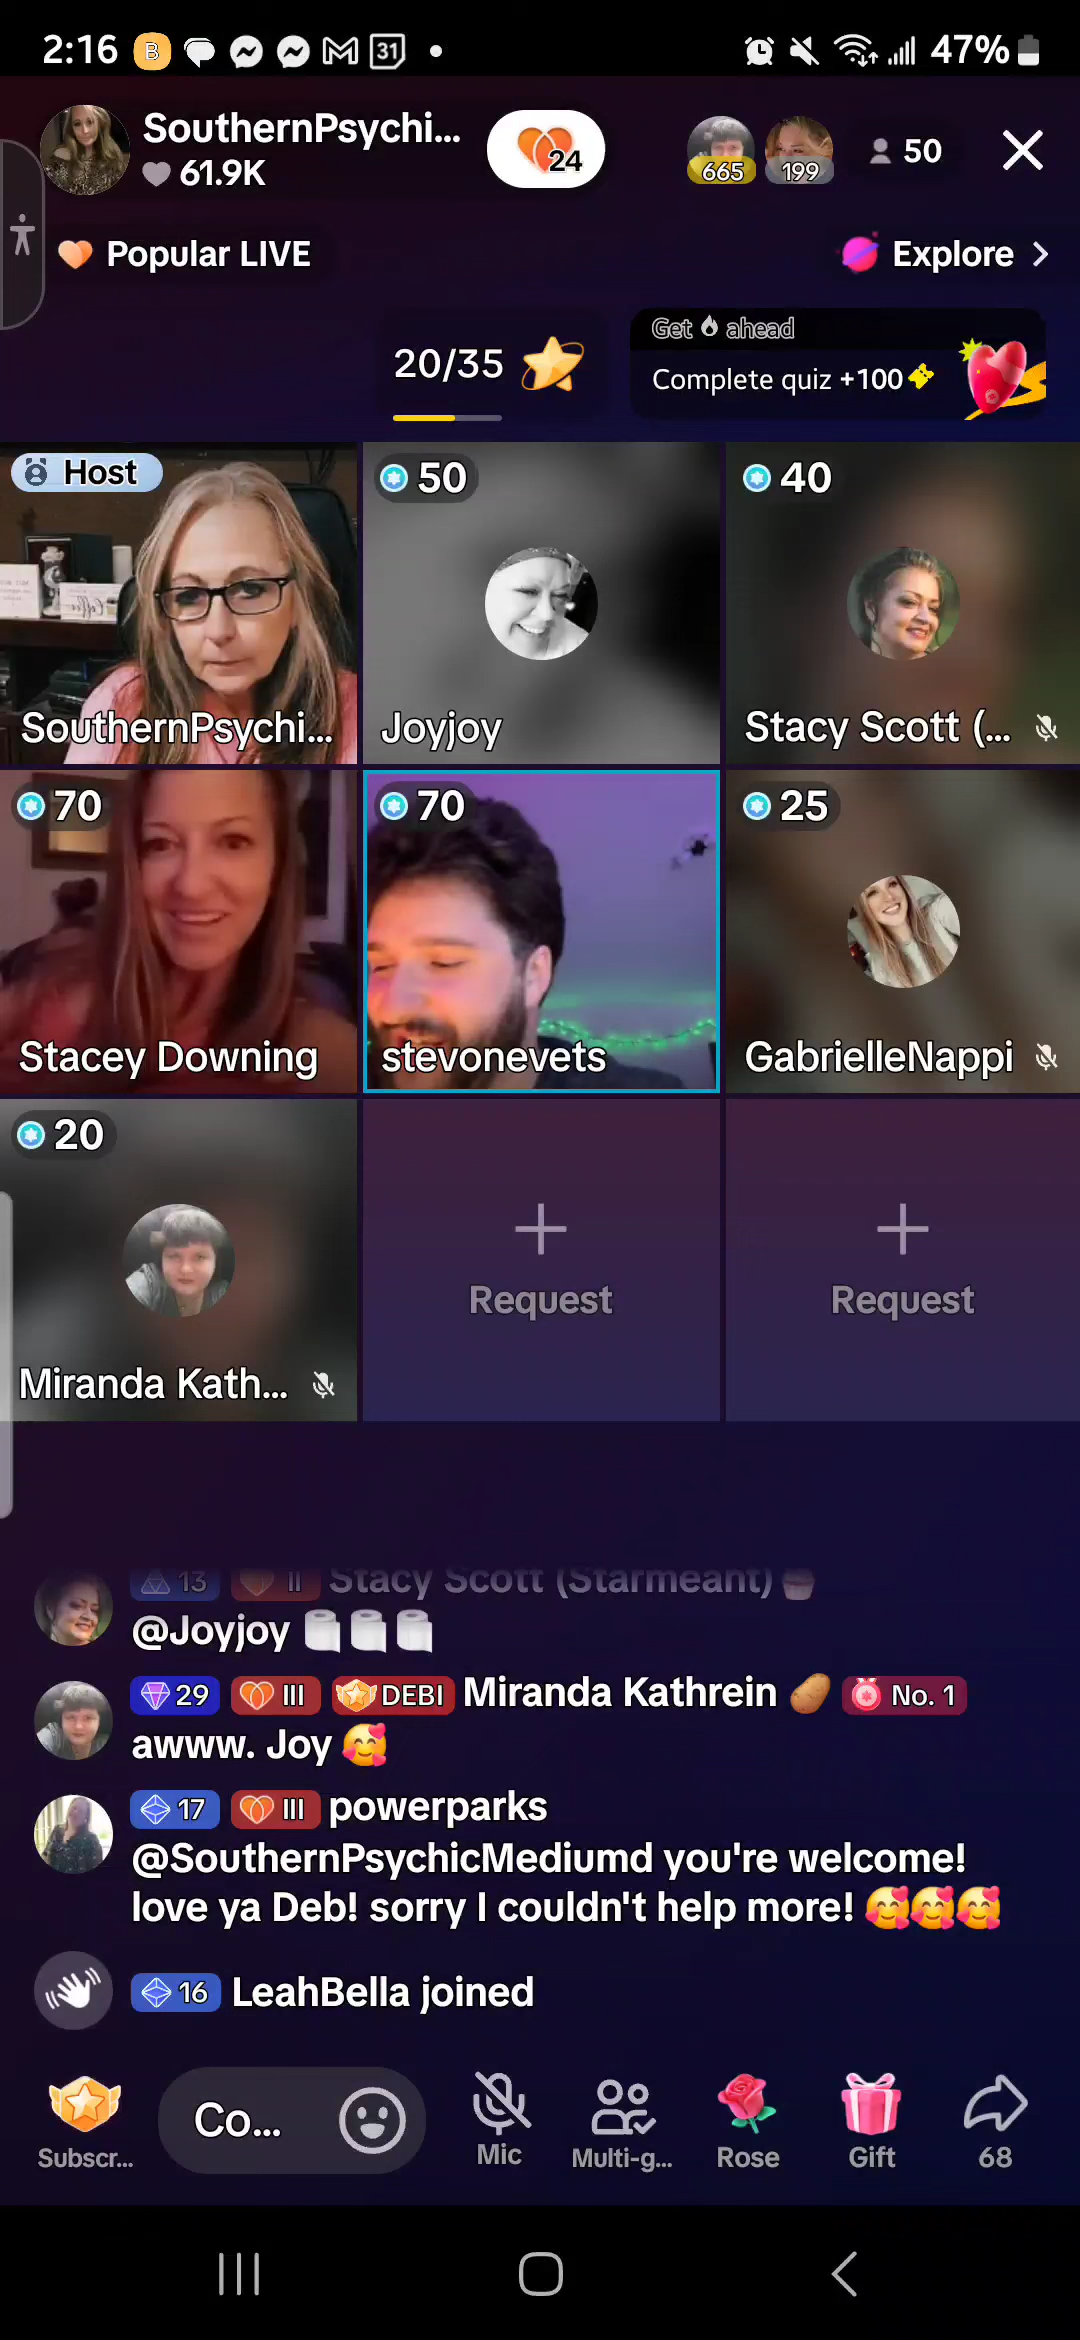 2:16 B 31 47%
SouthernPsychi...
61.9K
24
665
199
50
Popular LIVE
Explore
20/35
Get ahead
Complete quiz +100
Host
SouthernPsychi...
50
Joyjoy
40
Stacy Scott (...
70
Stacey Downing
70
stevonevets
25
GabrielleNappi
20
Miranda Kath...
Request
Request
13 II Stacy Scott (Starmeant)
@Joyjoy
29 III DEBI Miranda Kathrein No. 1
awww. Joy
17 III powerparks
@SouthernPsychicMediumd you're welcome!
love ya Deb! sorry I couldn't help more!
16 LeahBella joined
Subscr...
Co...
Mic
Multi-g...
Rose
Gift
68